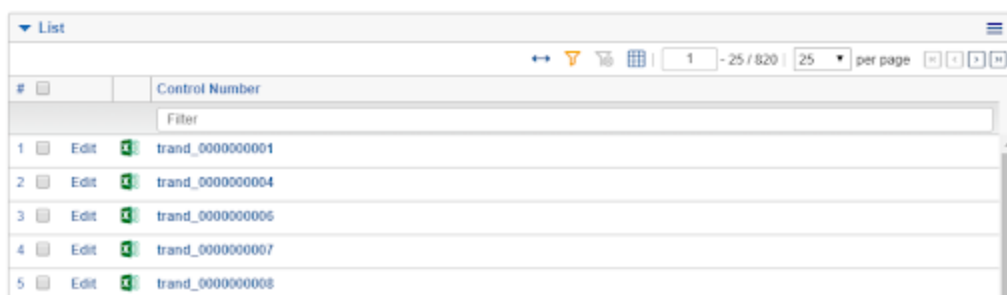 List
1 - 25 / 820 25 per page
# Control Number
Filter
1 Edit trand_0000000001
2 Edit trand_0000000004
3 Edit trand_0000000006
4 Edit trand_0000000007
5 Edit trand_0000000008